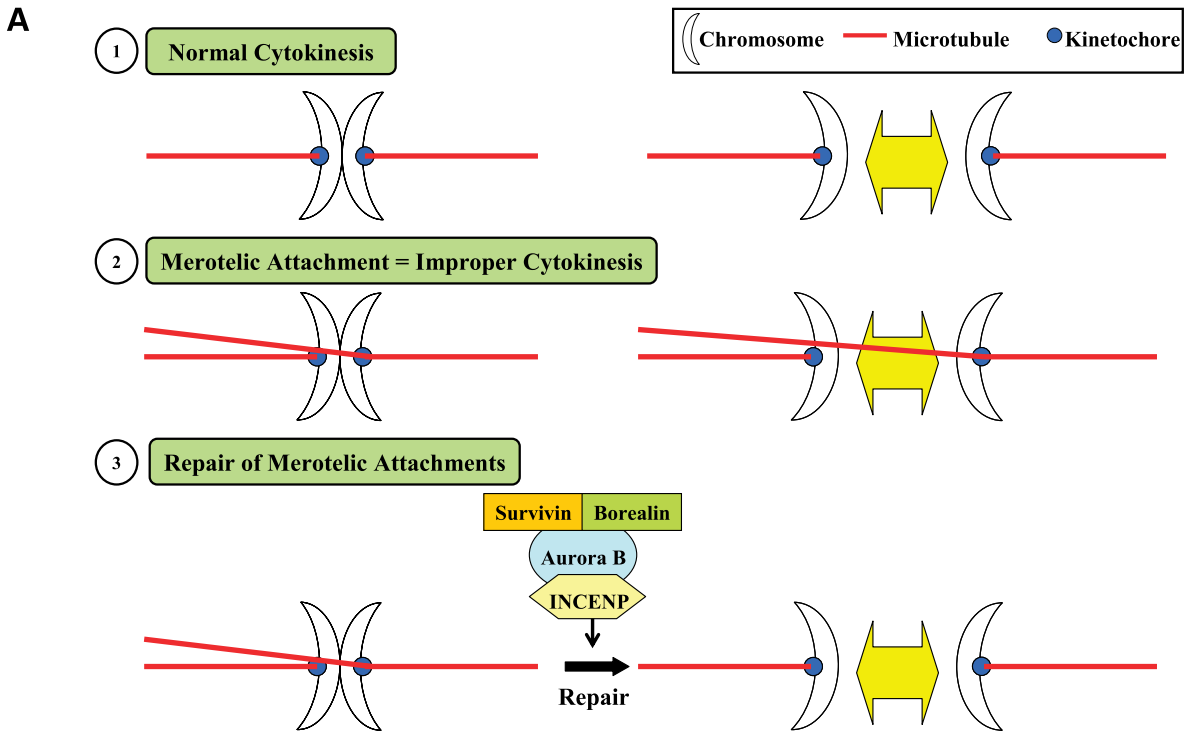 A
1 Normal Cytokinesis
Chromosome Microtubule Kinetochore
2 Merotelic Attachment = Improper Cytokinesis
3 Repair of Merotelic Attachments
Survivin Borealin
Aurora B
INCENP
Repair